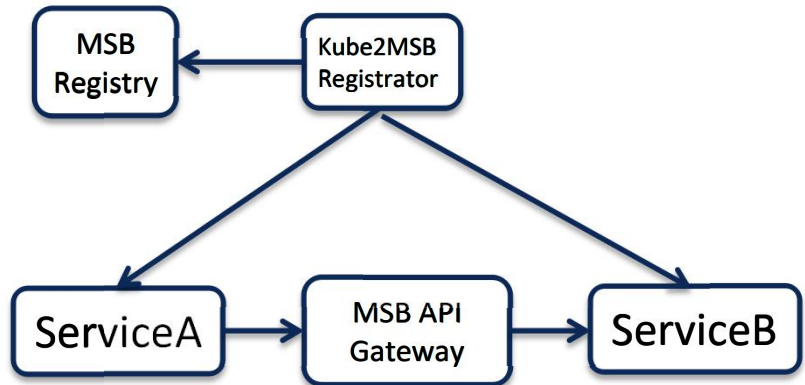 MSB
Registry
Kube2MSB
Registrator
ServiceA
MSB API
Gateway
ServiceB